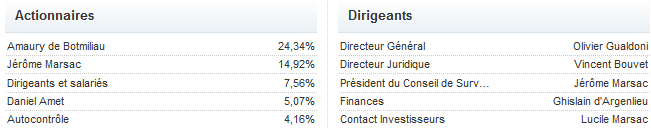 Actionnaires
Amaury de Botmiliau 24,34%
Jérôme Marsac 14,92%
Dirigeants et salariés 7,56%
Daniel Amet 5,07%
Autocontrôle 4,16%
Dirigeants
Directeur Général Olivier Gualdoni
Directeur Juridique Vincent Bouvet
Président du Conseil de Surv... Jérôme Marsac
Finances Ghislain d'Argenlieu
Contact Investisseurs Lucile Marsac